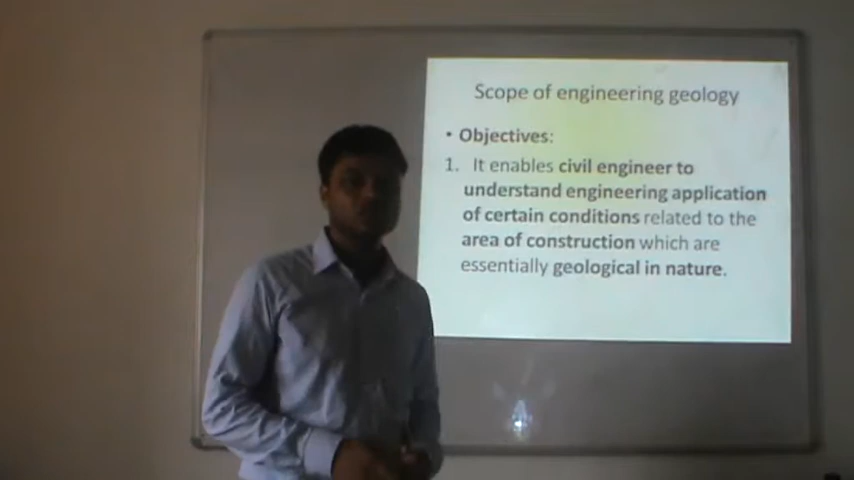 Scope of engineering geology
• Objectives:
1. It enables civil engineer to
understand engineering application
of certain conditions related to the
area of construction which are
essentially geological in nature.